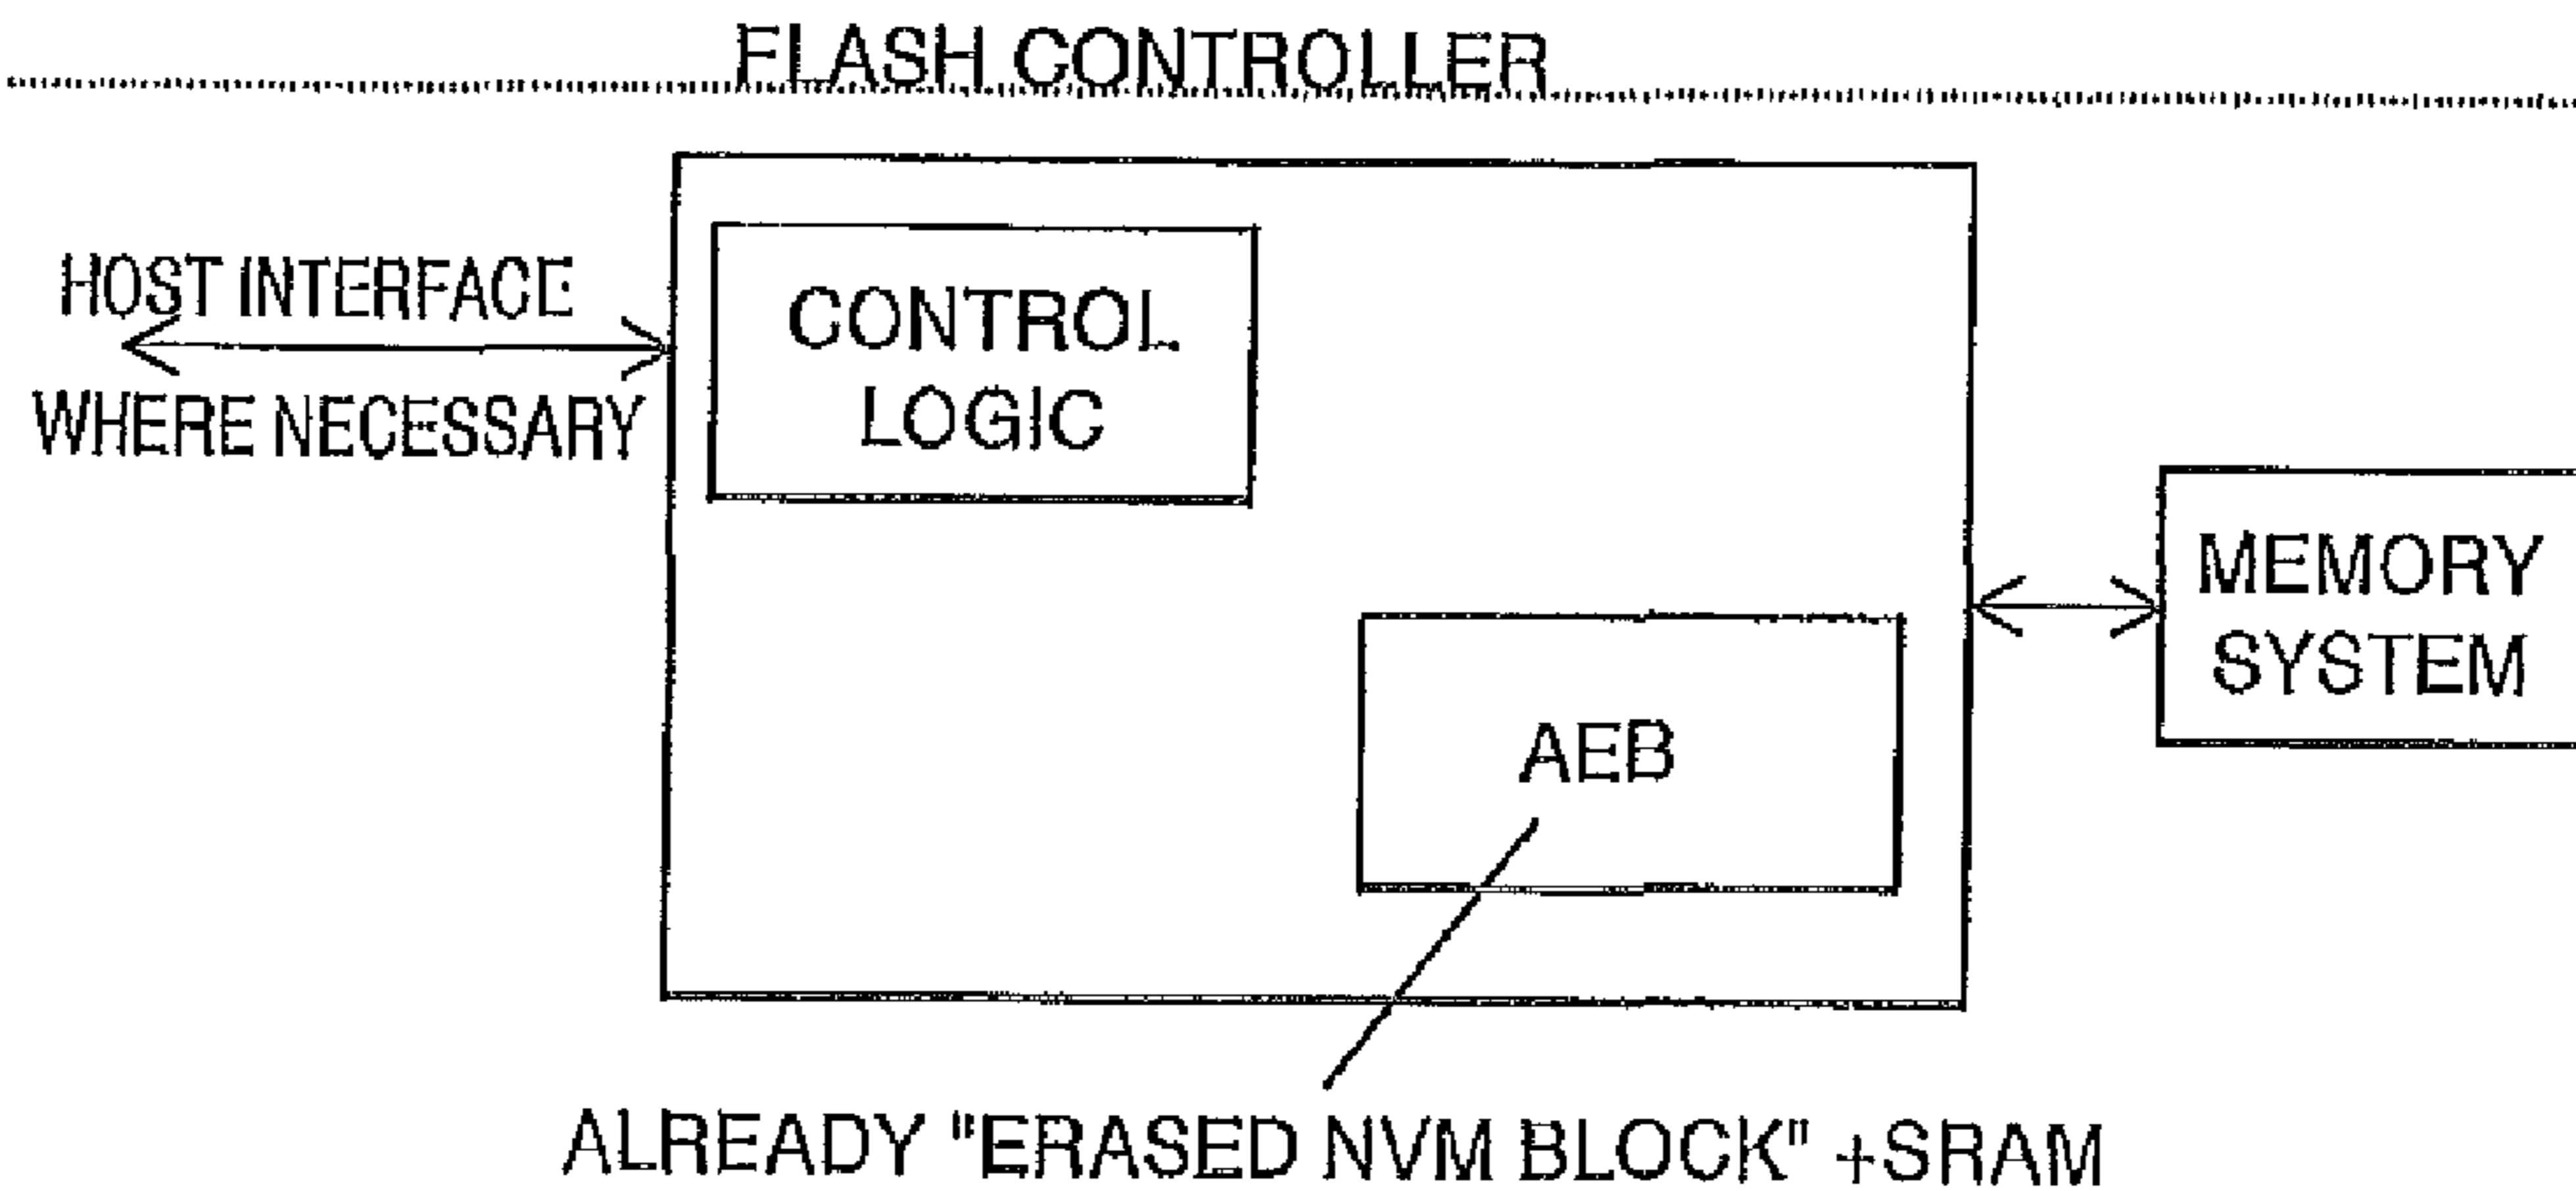 FLASH CONTROLLER
HOST INTERFACE
WHERE NECESSARY
CONTROL
LOGIC
MEMORY
SYSTEM
AEB
ALREADY "ERASED NVM BLOCK" +SRAM